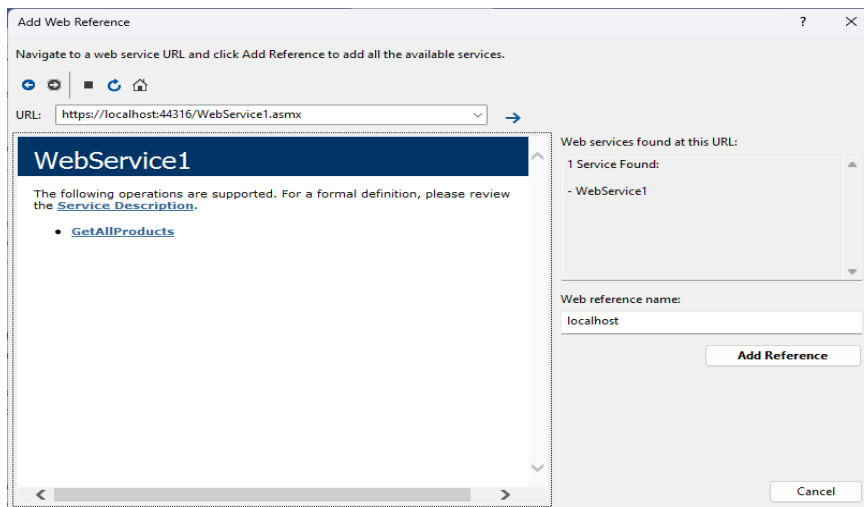 Add Web Reference
?
Navigate to a web service URL and click Add Reference to add all the available services.
URL:
https://localhost:44316/WebService1.asmx
WebService1
The following operations are supported. For a formal definition, please review
the Service Description.
• GetAllProducts
Web services found at this URL:
1 Service Found:
- WebService1
Web reference name:
localhost
Add Reference
Cancel